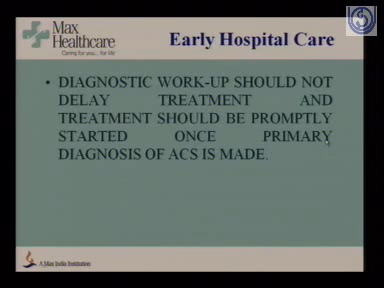 Max
Healthcare
Caring for you... for life
Early Hospital Care
• DIAGNOSTIC WORK-UP SHOULD NOT
DELAY TREATMENT AND
TREATMENT SHOULD BE PROMPTLY
STARTED ONCE PRIMARY
DIAGNOSIS OF ACS IS MADE.
A Max India Institution